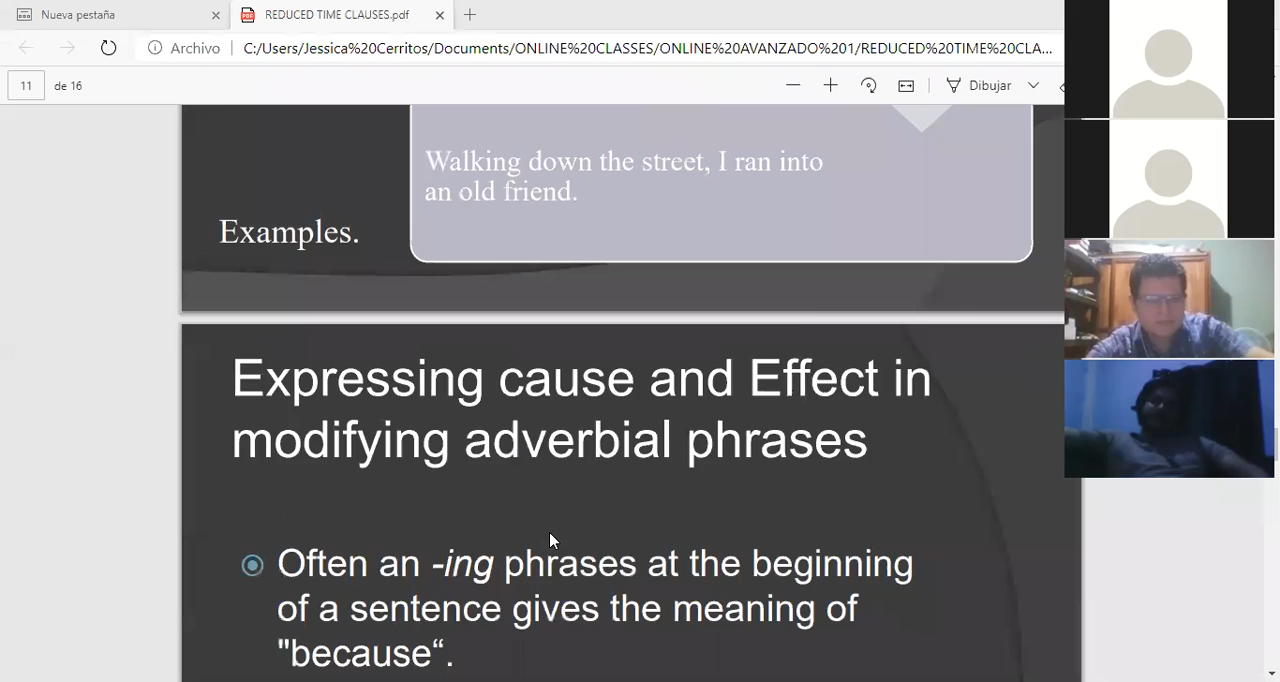 Nueva pestaña
REDUCED TIME CLAUSES.pdf
Archivo
C:/Users/Jessica%20Cerritos/Documents/ONLINE%20CLASSES/ONLINE%20AVANZADO%201/REDUCED%20TIME%20CLA...
11 de 16
Dibujar
Walking down the street, I ran into
an old friend.
Examples.
Expressing cause and Effect in
modifying adverbial phrases
Often an -ing phrases at the beginning
of a sentence gives the meaning of
"because“.